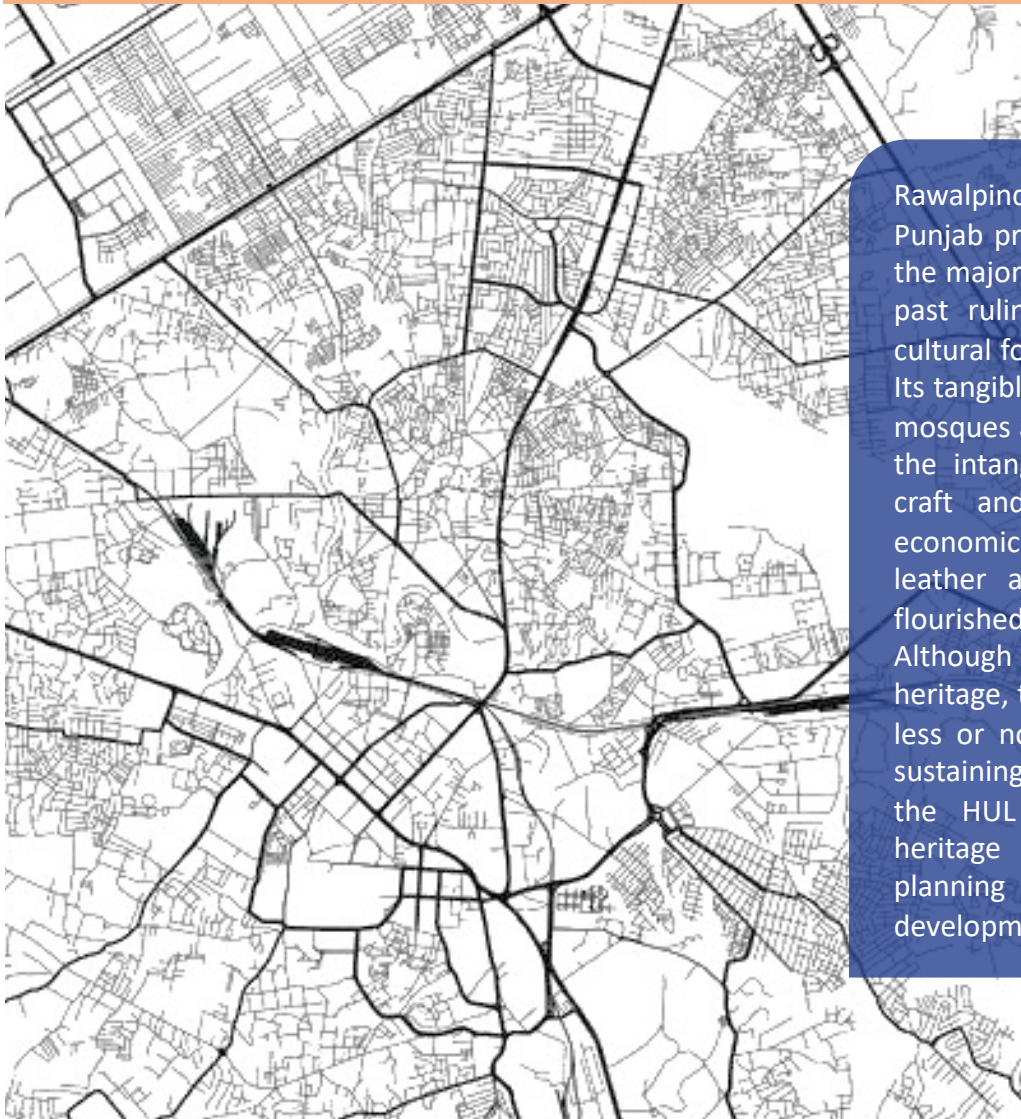 Rawalpind
Punjab pr
the major
past rulin
cultural fo
Its tangibl
mosques a
the intang
craft and
economic
leather a
flourished
Although
heritage, t
less or no
sustaining
the HUL
heritage
planning
developm